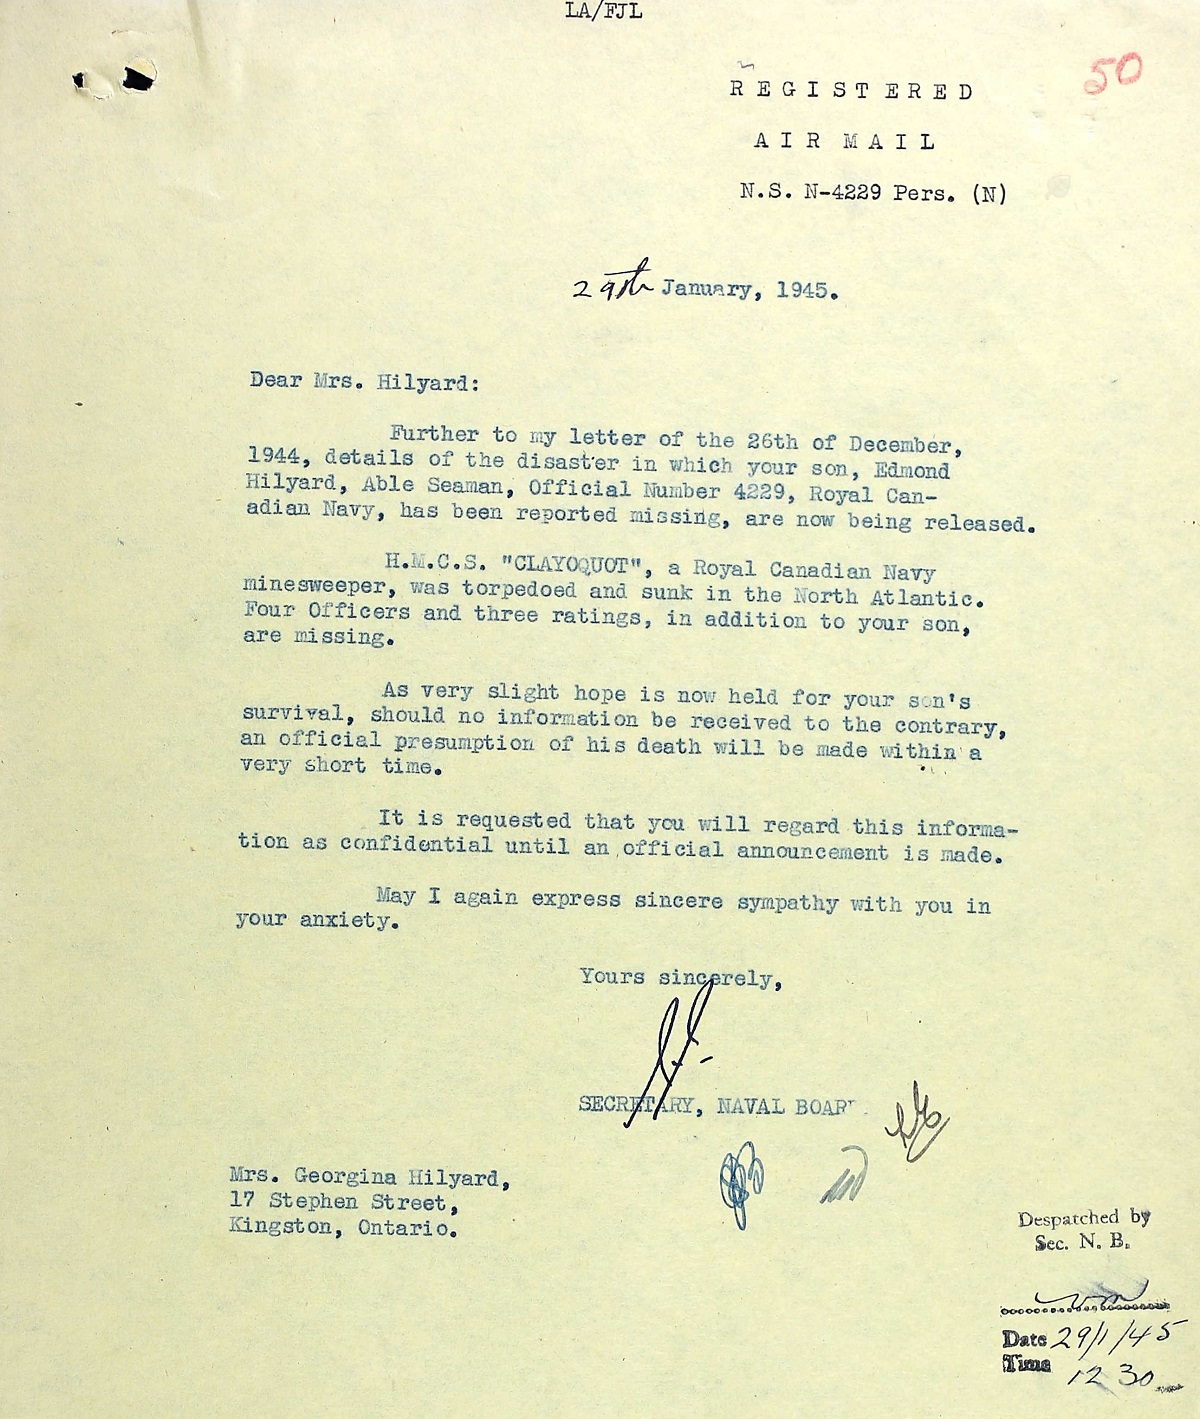 LA/FJL
50
REGISTERED
AIR MAIL
N.S. N-4229 Pers. (N)
29th January, 1945.
Dear Mrs. Hilyard:
Further to my letter of the 26th of December,
1944, details of the disaster in which your son, Edmond
Hilyard, Able Seaman, Official Number 4229, Royal Can-
adian Navy, has been reported missing, are now being released.
H.M.C.S. "CLAYOQUOT", a Royal Canadian Navy
minesweeper, was torpedoed and sunk in the North Atlantic.
Four Officers and three ratings, in addition to your son,
are missing.
As very slight hope is now held for your son's
survival, should no information be received to the contrary,
an official presumption of his death will be made within a
very short time.
It is requested that you will regard this informa-
tion as confidential until an official announcement is made.
May I again express sincere sympathy with you in
your anxiety.
Yours sincerely,
SECRETARY, NAVAL BOARD.
Mrs. Georgina Hilyard,
17 Stephen Street,
Kingston, Ontario.
Despatched by
Sec. N. B.
Date 29/1/45
Time 12 30